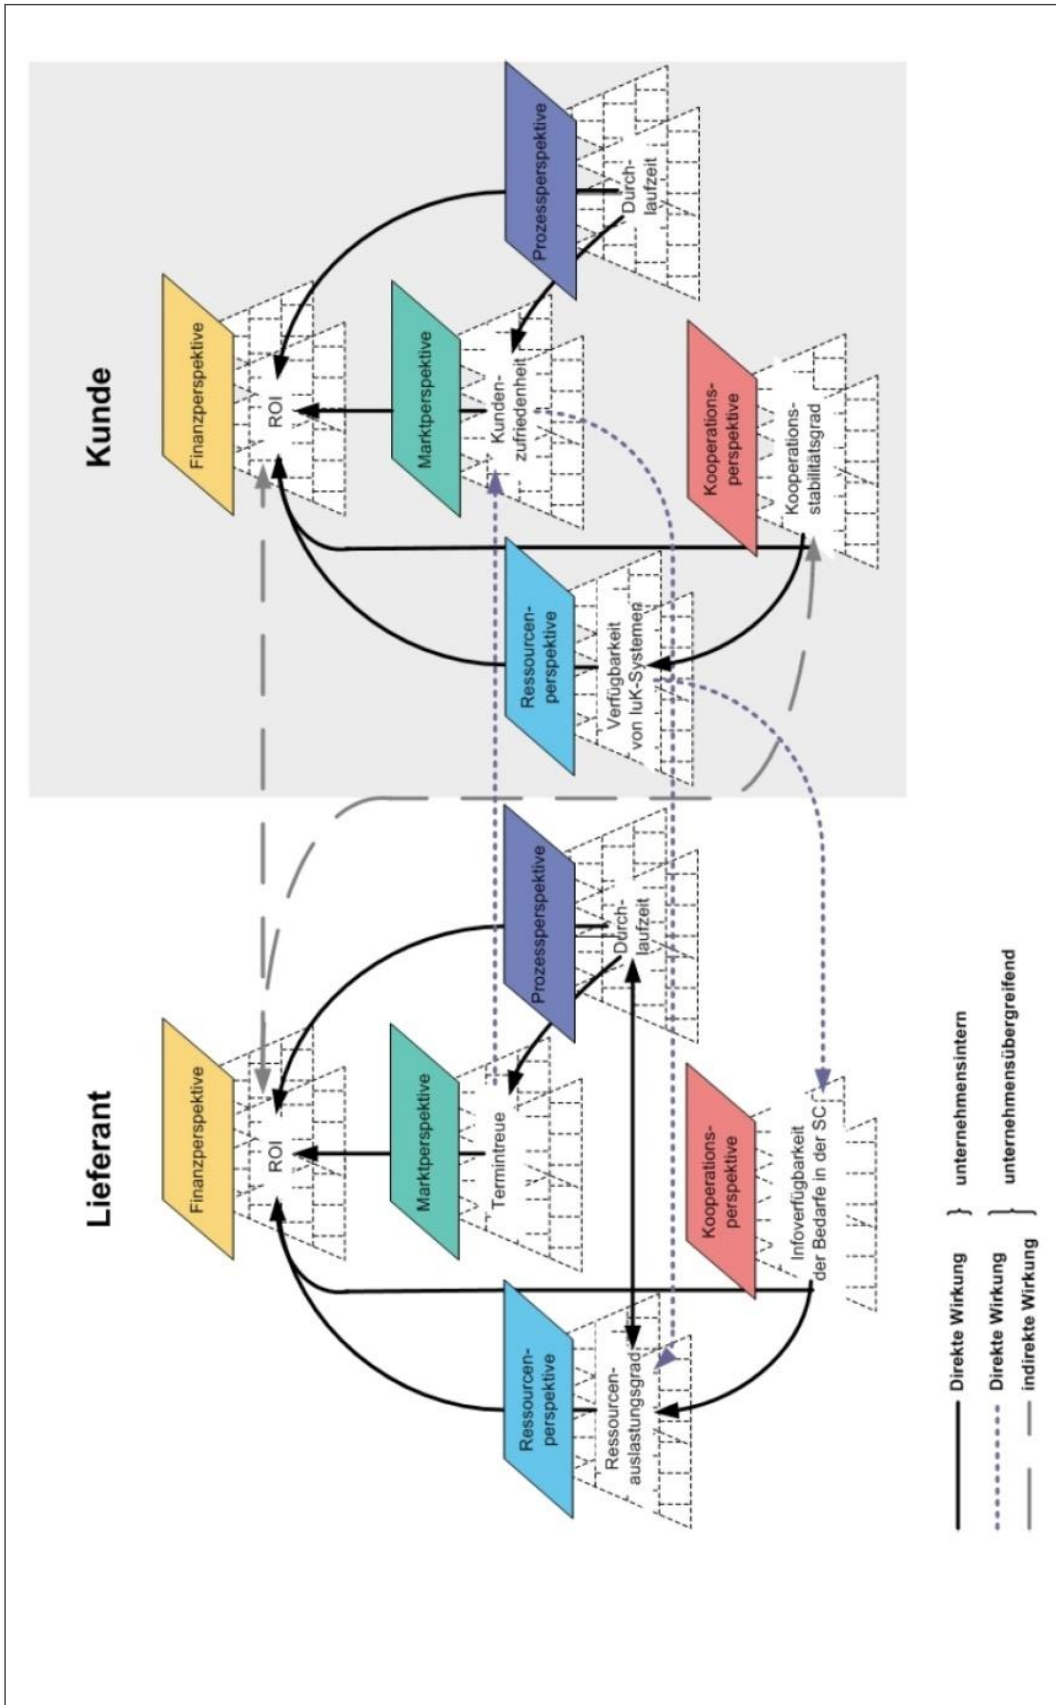 Lieferant
Kunde
Finanzperspektive
ROI
Marktperspektive
Termintreue
Ressourcen-
perspektive
Ressourcen-
auslastungsgrad
Prozessperspektive
Durch-
laufzeit
Kooperations-
perspektive
Infoverfügbarkeit
der Bedarfe in der SC
Finanzperspektive
ROI
Marktperspektive
Kunden-
zufriedenheit
Ressourcen-
perspektive
Verfügbarkeit
von IuK-Systemen
Prozessperspektive
Durch-
laufzeit
Kooperations-
perspektive
Kooperations-
stabilitätsgrad
Direkte Wirkung } unternehmensintern
Direkte Wirkung } unternehmensübergreifend
indirekte Wirkung